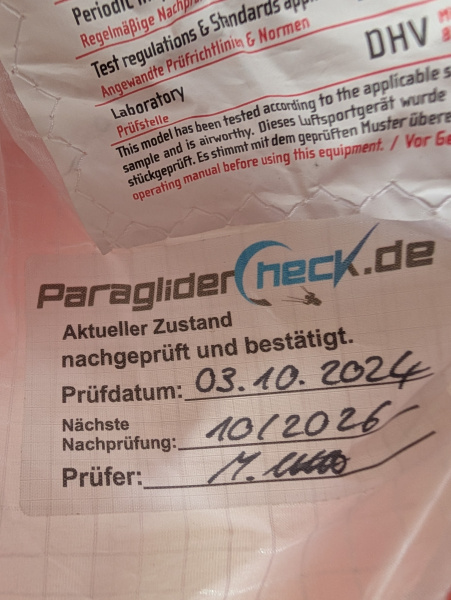 Periodic
Regelmäßige Nachprü
Test regulations & Standards app
Angewandte Prüfrichtlinien & Normen
DHV
Laboratory
Prüfstelle
This model has been tested according to the applicable s
sample and is airworthy. Dieses Luftsportgerät wurde
stückgeprüft. Es stimmt mit dem geprüften Muster übere
operating manual before using this equipment. / Vor Ge
ParagliderCheck.de
Aktueller Zustand
nachgeprüft und bestätigt.
Prüfdatum: 03.10.2024
Nächste
Nachprüfung: 10/2026
Prüfer: M.